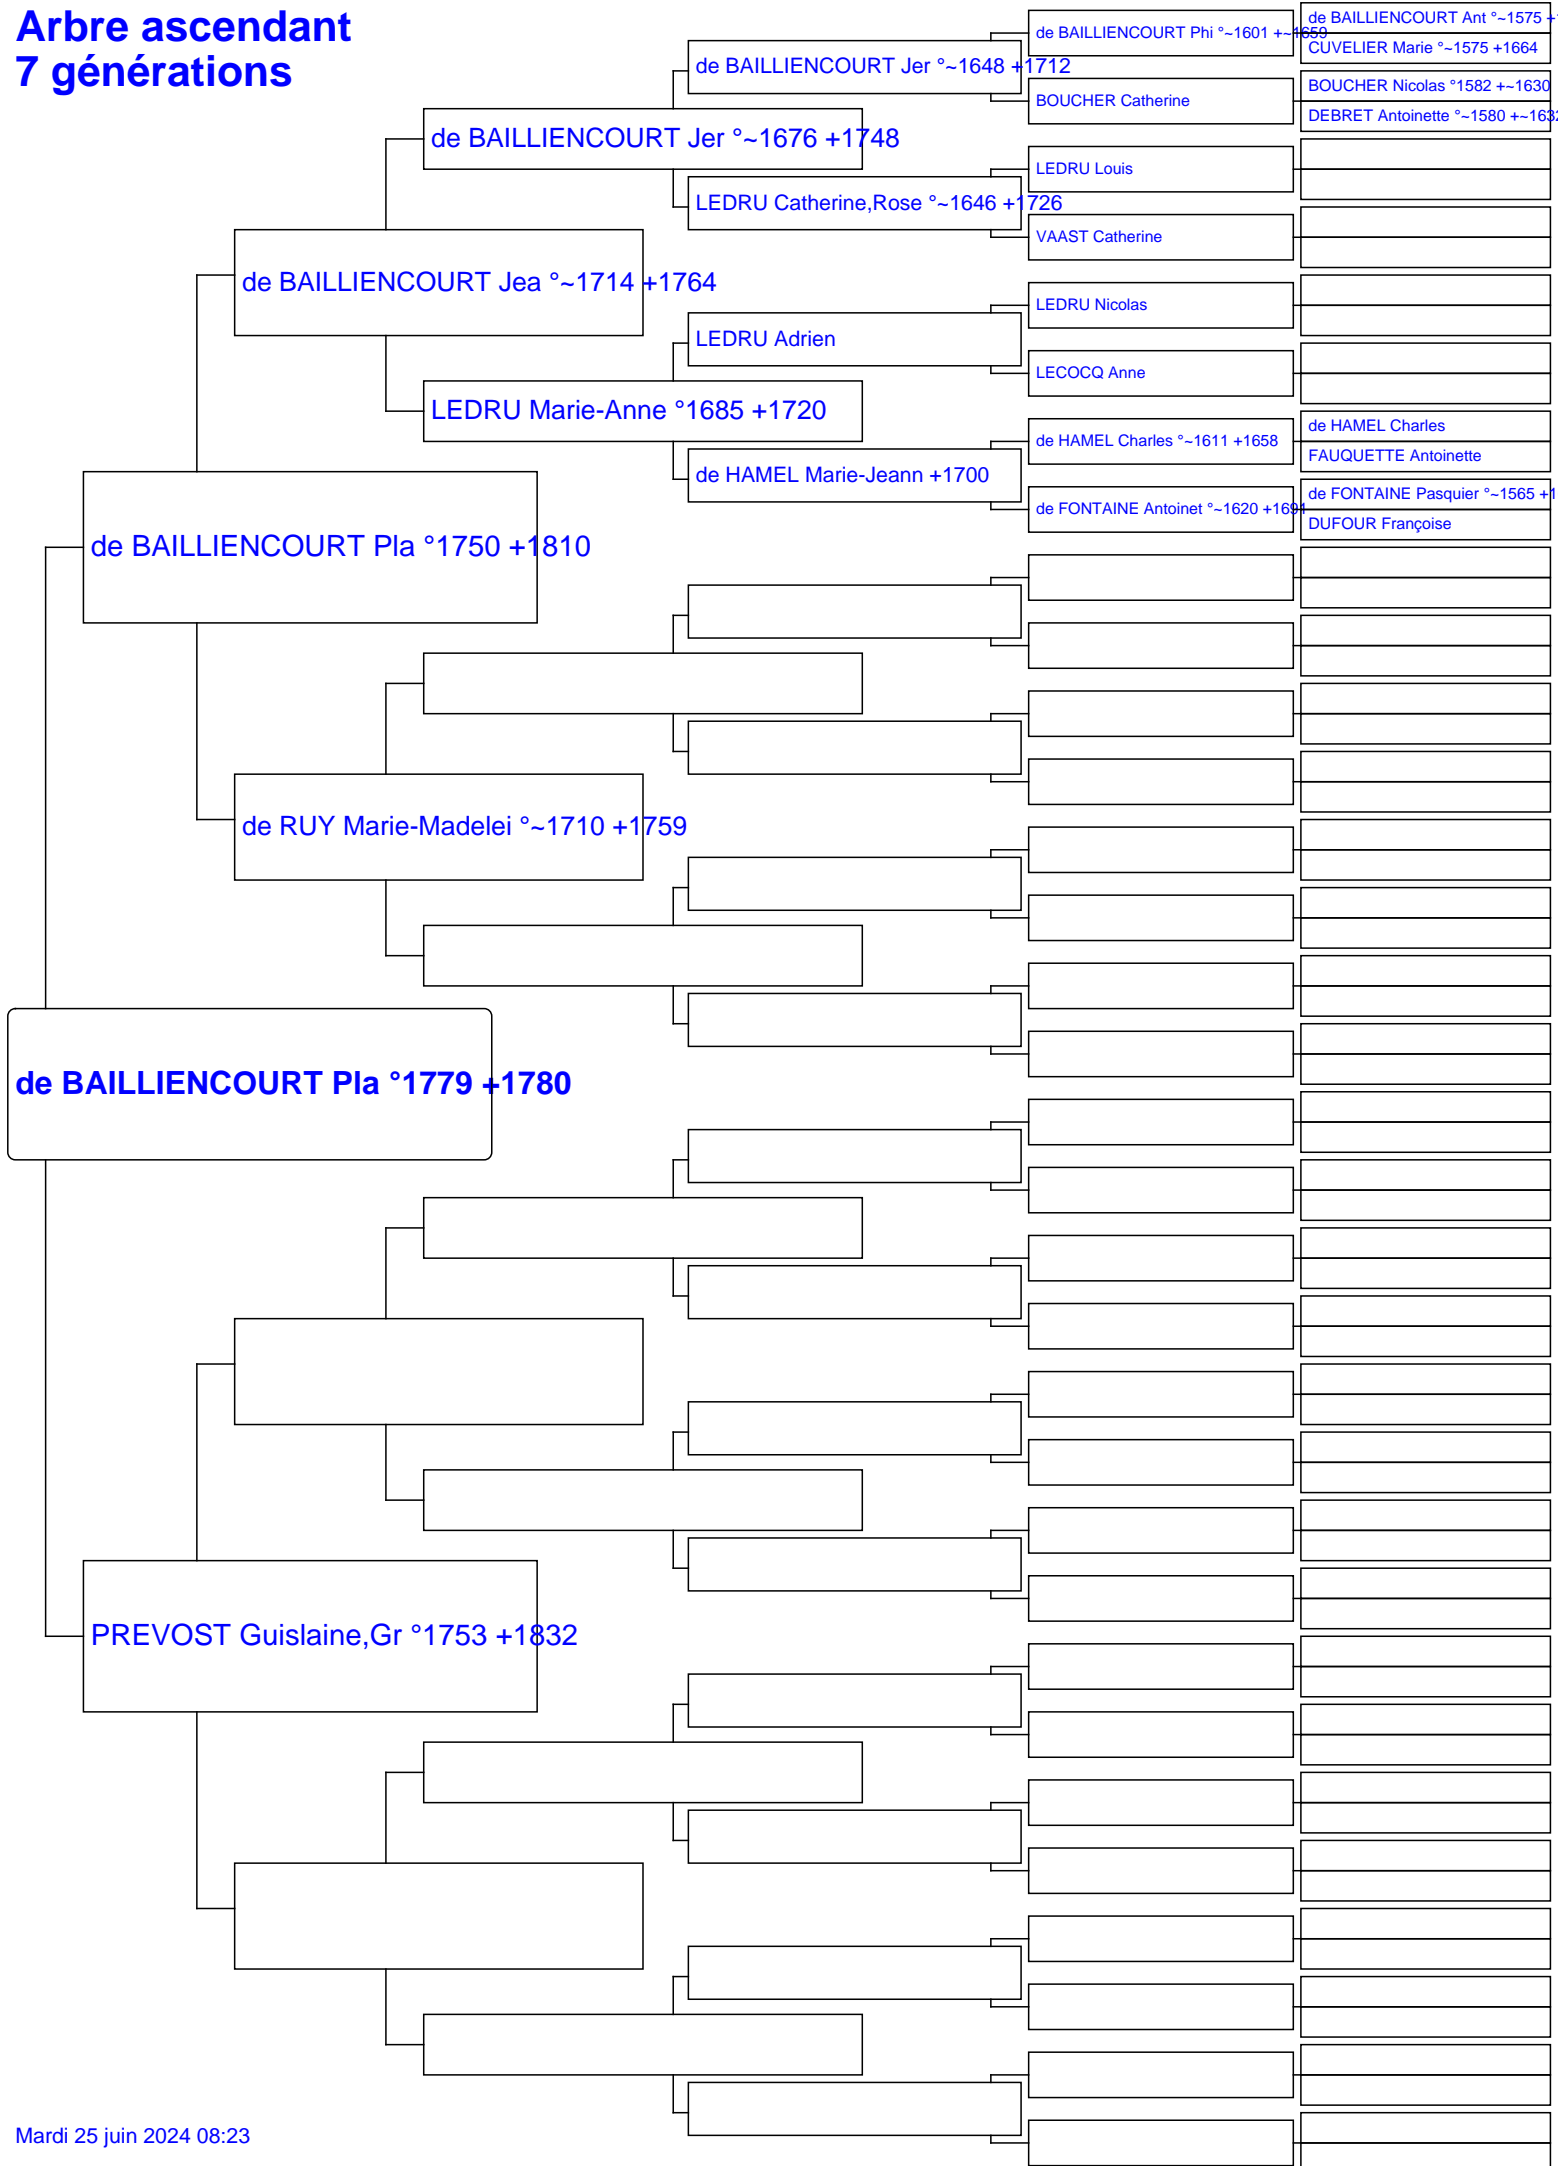 Arbre ascendant
7 générations
de BAILLIENCOURT Ant °~1575 +
de BAILLIENCOURT Phi °~1601 +~1659
CUVELIER Marie °~1575 +1664
de BAILLIENCOURT Jer °~1648 +1712
BOUCHER Nicolas °1582 +~1630
BOUCHER Catherine
DEBRET Antoinette °~1580 +~1632
de BAILLIENCOURT Jer °~1676 +1748
LEDRU Louis
LEDRU Catherine,Rose °~1646 +1726
VAAST Catherine
de BAILLIENCOURT Jea °~1714 +1764
LEDRU Nicolas
LEDRU Adrien
LECOCQ Anne
LEDRU Marie-Anne °1685 +1720
de HAMEL Charles
de HAMEL Charles °~1611 +1658
FAUQUETTE Antoinette
de HAMEL Marie-Jeann +1700
de FONTAINE Pasquier °~1565 +1
de FONTAINE Antoinet °~1620 +1691
DUFOUR Françoise
de BAILLIENCOURT Pla °1750 +1810
de RUY Marie-Madelei °~1710 +1759
de BAILLIENCOURT Pla °1779 +1780
PREVOST Guislaine,Gr °1753 +1832
Mardi 25 juin 2024 08:23